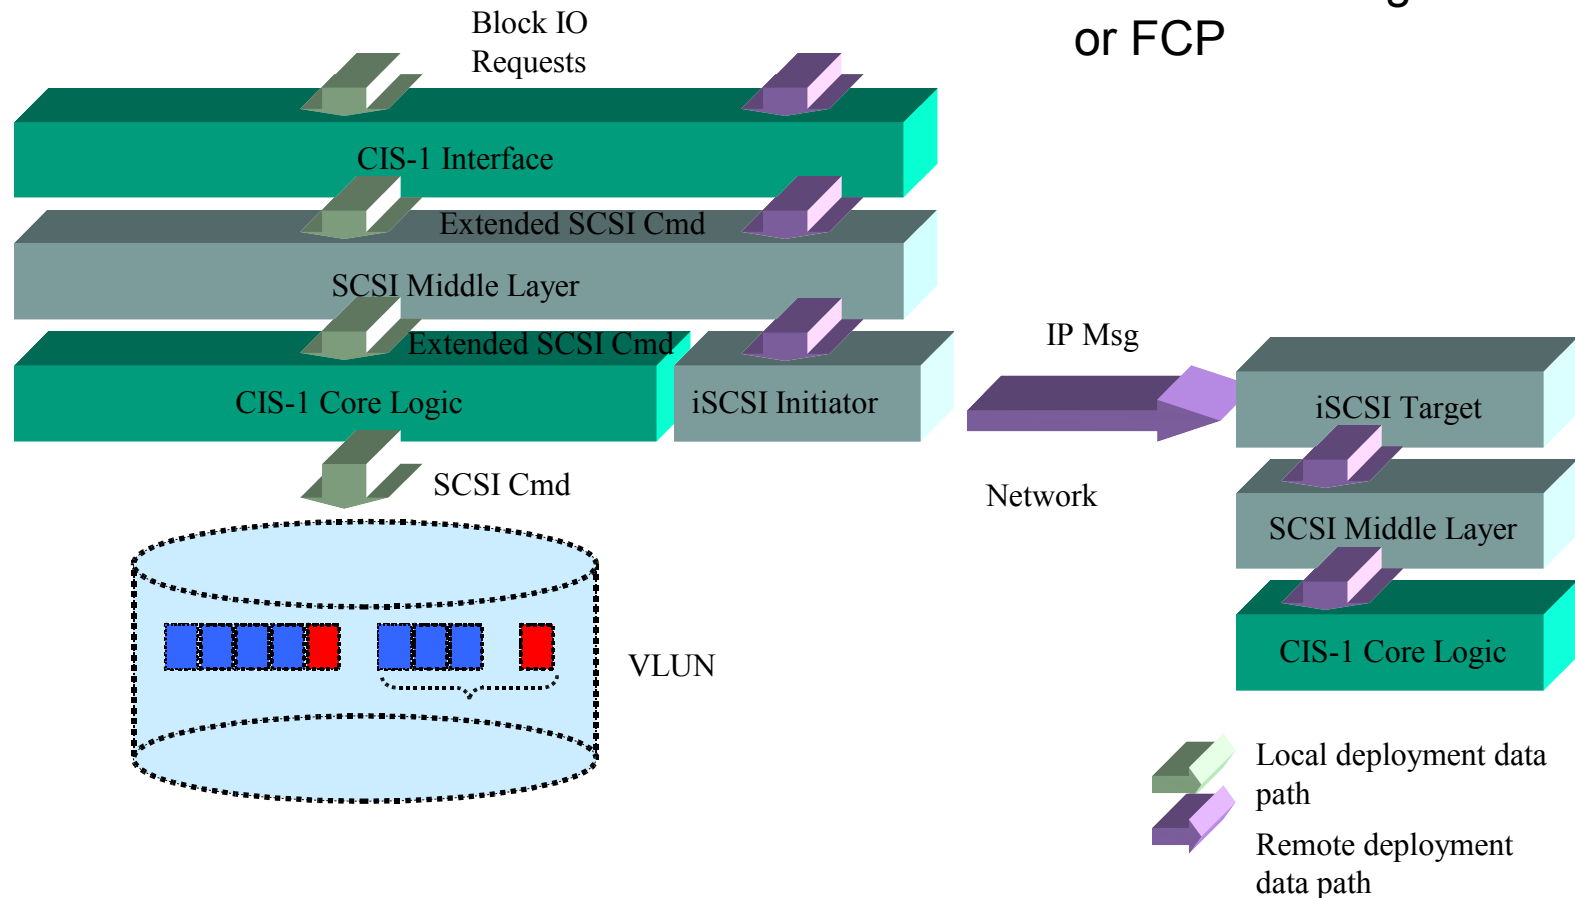 or FCP
Block IO
Requests
CIS-1 Interface
Extended SCSI Cmd
SCSI Middle Layer
Extended SCSI Cmd
CIS-1 Core Logic
iSCSI Initiator
IP Msg
Network
iSCSI Target
SCSI Middle Layer
CIS-1 Core Logic
SCSI Cmd
VLUN
Local deployment data
path
Remote deployment
data path